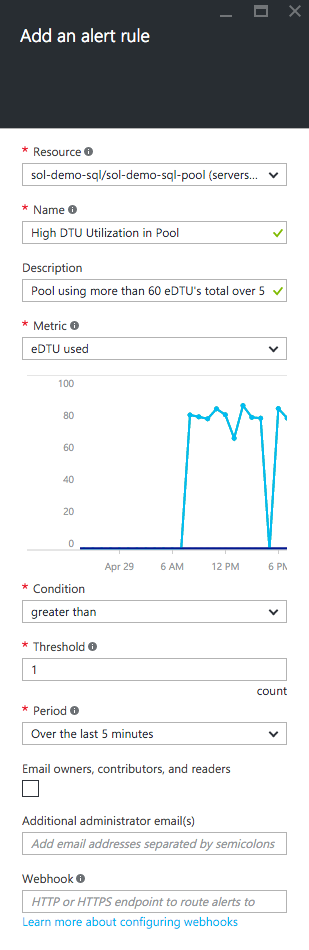 Add an alert rule
* Resource
sol-demo-sql/sol-demo-sql-pool (servers...
* Name
High DTU Utilization in Pool
Description
Pool using more than 60 eDTU's total over 5
* Metric
eDTU used
100
80
60
40
20
0
Apr 29 6 AM 12 PM 6 PM
* Condition
greater than
* Threshold
1
count
* Period
Over the last 5 minutes
Email owners, contributors, and readers
Additional administrator email(s)
Add email addresses separated by semicolons
Webhook
HTTP or HTTPS endpoint to route alerts to
Learn more about configuring webhooks